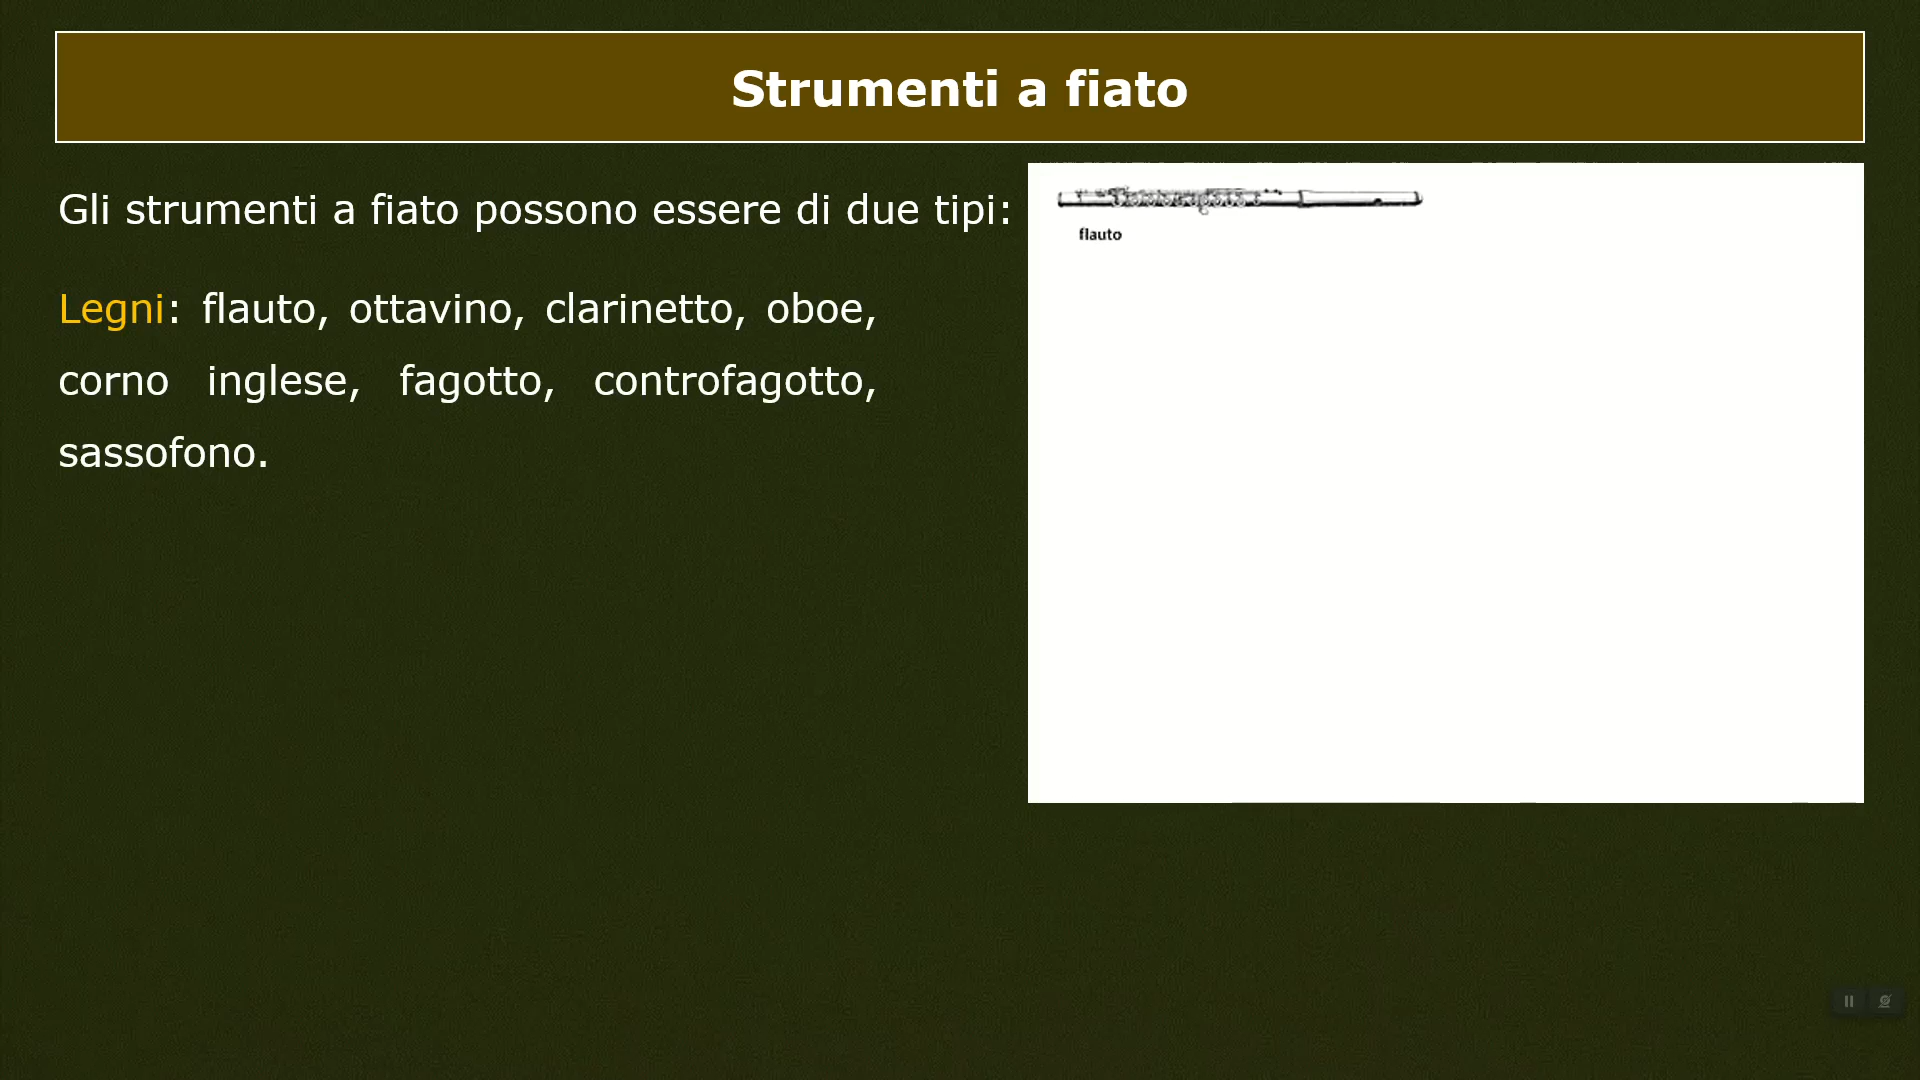 Strumenti a fiato
Gli strumenti a fiato possono essere di due tipi:
Legni: flauto, ottavino, clarinetto, oboe,
corno inglese, fagotto, controfagotto,
sassofono.
flauto